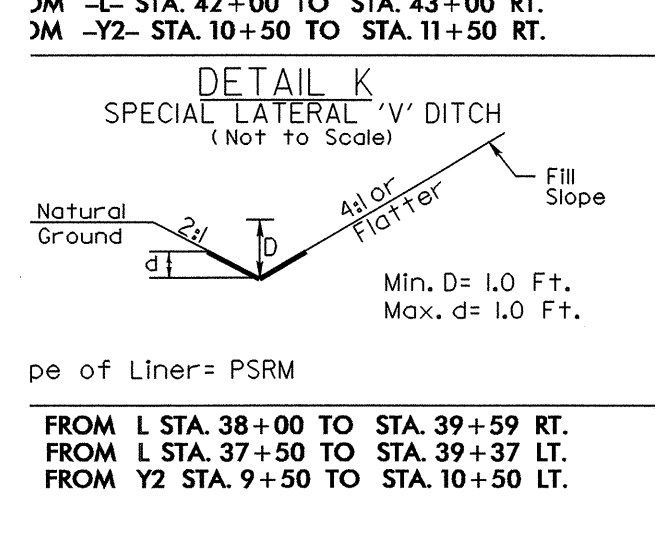 -L- STA. 42+00 TO STA. 43+00 RT.
-Y2- STA. 10+50 TO STA. 11+50 RT.
DETAIL K
SPECIAL LATERAL 'V' DITCH
(Not to Scale)
Natural
Ground
2:1
d
D
4:1 or
Flatter
Fill
Slope
Min. D= 1.0 Ft.
Max. d= 1.0 Ft.
of Liner= PSRM
FROM L STA. 38+00 TO STA. 39+59 RT.
FROM L STA. 37+50 TO STA. 39+37 LT.
FROM Y2 STA. 9+50 TO STA. 10+50 LT.